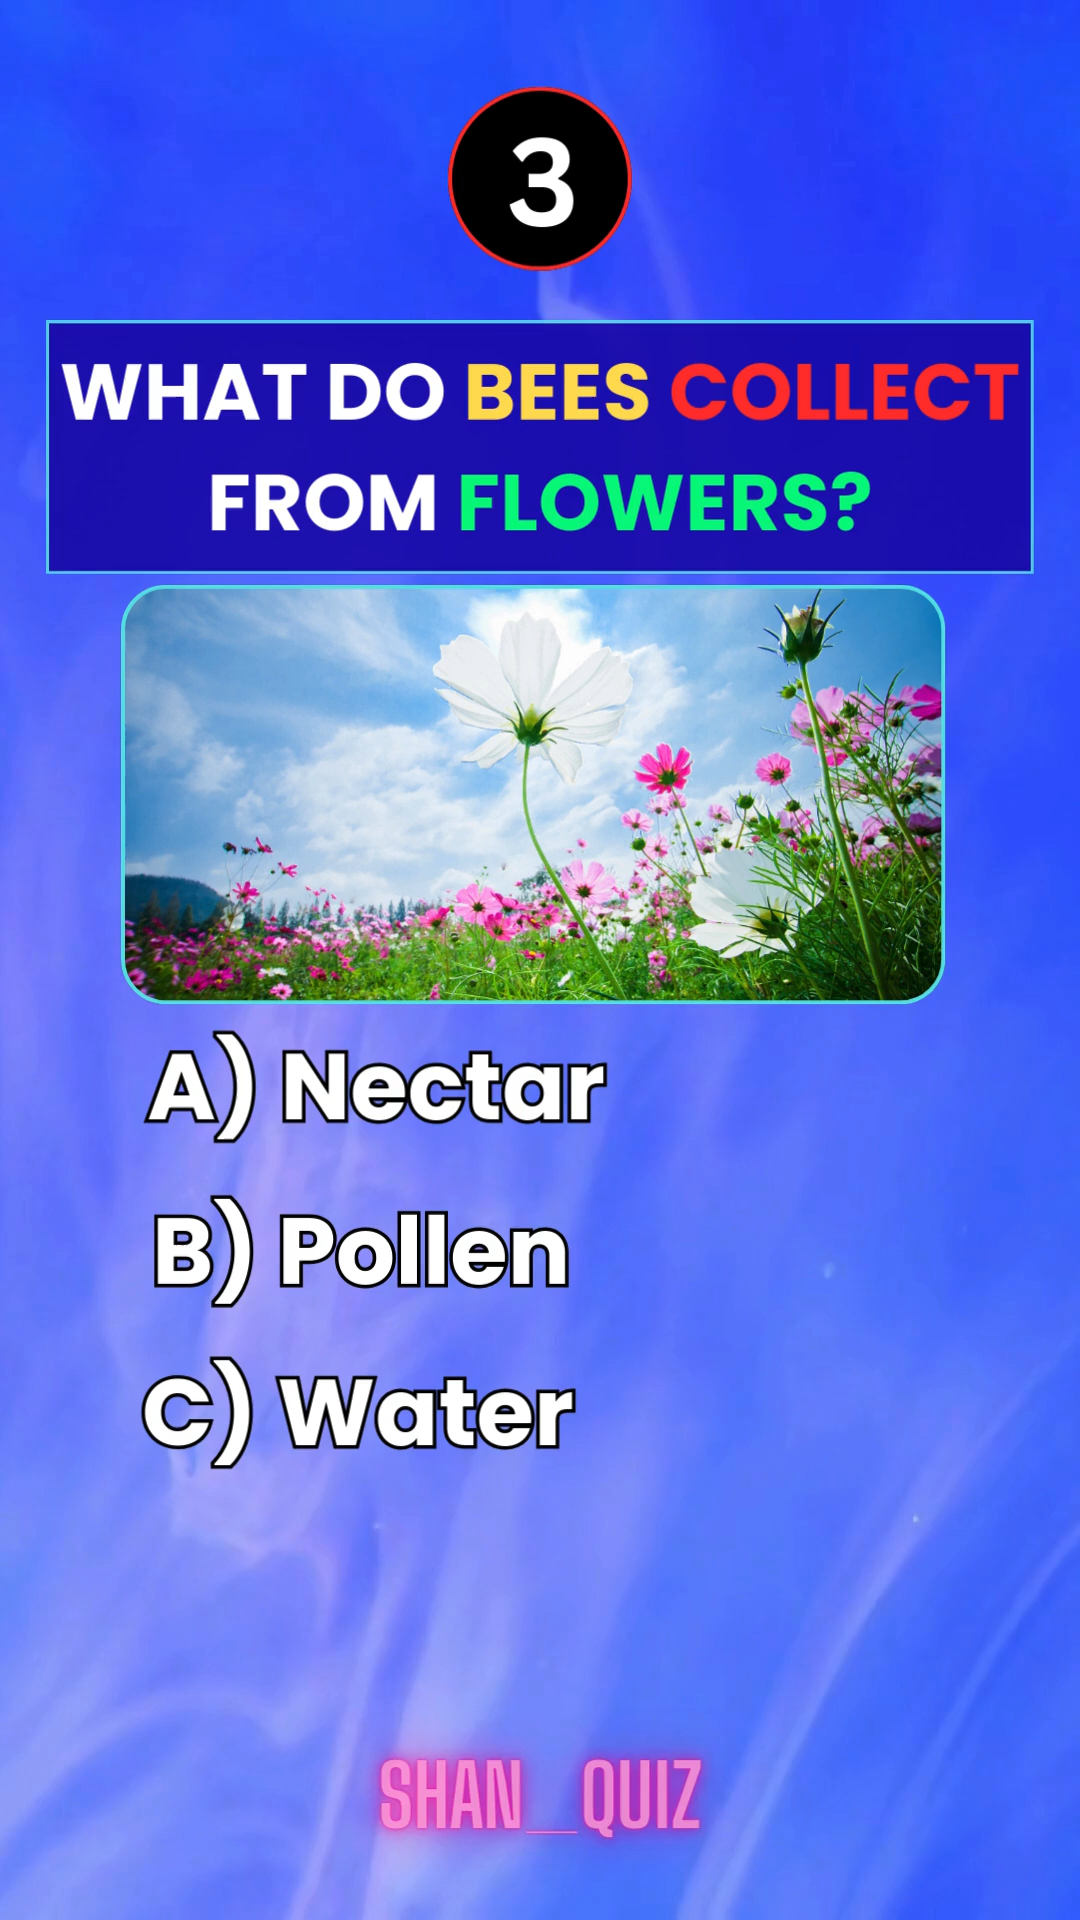 3
WHAT DO BEES COLLECT
FROM FLOWERS?
A) Nectar
B) Pollen
C) Water
SHAN_QUIZ